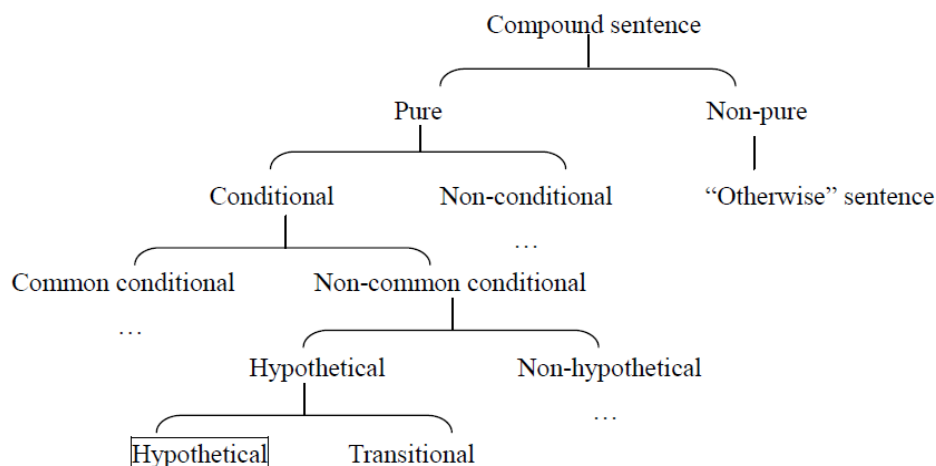 Compound sentence
Pure Non-pure
Conditional Non-conditional “Otherwise” sentence
…
Common conditional Non-common conditional
…
Hypothetical Non-hypothetical
…
Hypothetical Transitional